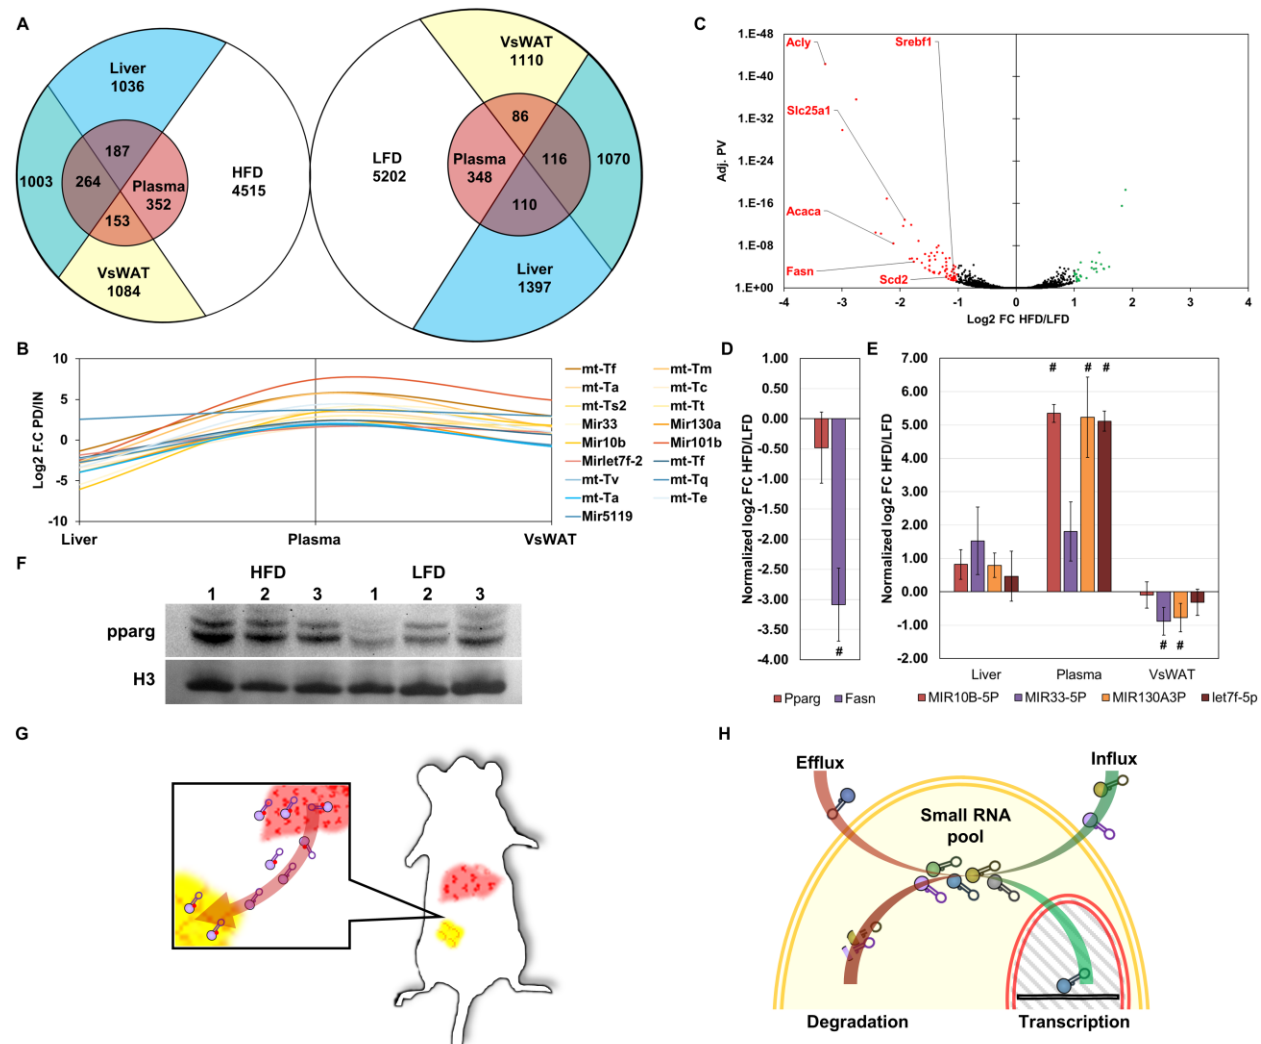 A
Liver
1036
1003
187
264
Plasma
352
153
VsWAT
1084
HFD
4515
VsWAT
1110
86
LFD
5202
Plasma
348
116
1070
110
Liver
1397
C
Adj. PV
1.E-48
1.E-40
1.E-32
1.E-24
1.E-16
1.E-08
1.E+00
Acly
Srebf1
Slc25a1
Acaca
Fasn
Scd2
-4 -3 -2 -1 0 1 2 3 4
Log2 FC HFD/LFD
B
Log2 F.C PD/IN
10
5
0
-5
-10
Liver Plasma VsWAT
mt-Tf mt-Tm
mt-Ta mt-Tc
mt-Ts2 mt-Tt
Mir33 Mir130a
Mir10b Mir101b
Mirlet7f-2 mt-Tf
mt-Tv mt-Tq
mt-Ta mt-Te
Mir5119
D
Normalized log2 FC HFD/LFD
1.00
0.50
0.00
-0.50
-1.00
-1.50
-2.00
-2.50
-3.00
-3.50
-4.00
#
Pparg Fasn
E
Normalized log2 FC HFD/LFD
7.00
6.00
5.00
4.00
3.00
2.00
1.00
0.00
-1.00
-2.00
# # #
# #
Liver Plasma VsWAT
MIR10B-5P MIR33-5P MIR130A3P let7f-5p
F
HFD LFD
1 2 3 1 2 3
pparg
H3
G
H
Efflux Influx
Small RNA
pool
Degradation Transcription